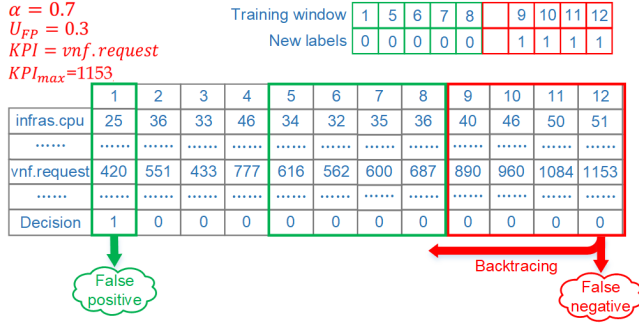 α = 0.7
U_FP = 0.3
KPI = vnf.request
KPI_max=1153
Training window 1 5 6 7 8 9 10 11 12
New labels 0 0 0 0 0 1 1 1 1
1 2 3 4 5 6 7 8 9 10 11 12
infras.cpu 25 36 33 46 34 32 35 36 40 46 50 51
...... ...... ...... ...... ...... ...... ...... ...... ...... ...... ...... ...... ......
vnf.request 420 551 433 777 616 562 600 687 890 960 1084 1153
...... ...... ...... ...... ...... ...... ...... ...... ...... ...... ...... ...... ......
Decision 1 0 0 0 0 0 0 0 0 0 0 0
Backtracing
False
positive
False
negative